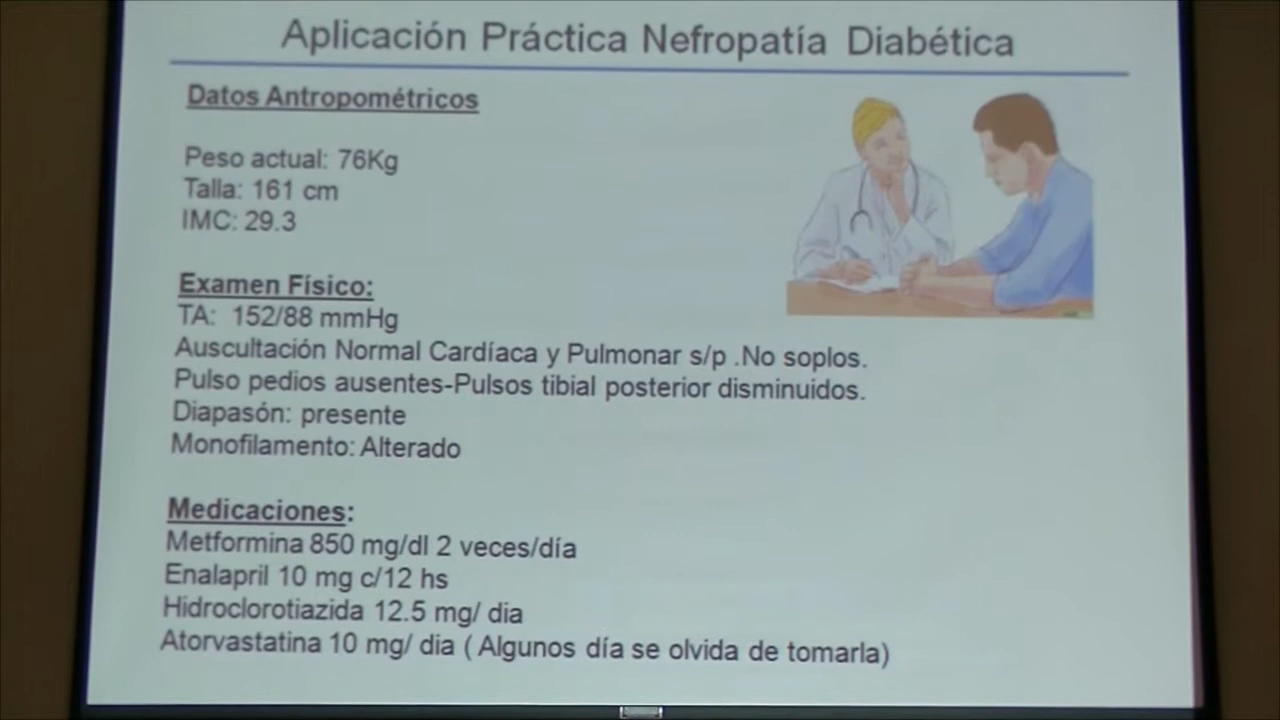 Aplicación Práctica Nefropatía Diabética
Datos Antropométricos
Peso actual: 76Kg
Talla: 161 cm
IMC: 29.3
Examen Físico:
TA: 152/88 mmHg
Auscultación Normal Cardíaca y Pulmonar s/p .No soplos.
Pulso pedios ausentes-Pulsos tibial posterior disminuidos.
Diapasón: presente
Monofilamento: Alterado
Medicaciones:
Metformina 850 mg/dl 2 veces/día
Enalapril 10 mg c/12 hs
Hidroclorotiazida 12.5 mg/ dia
Atorvastatina 10 mg/ dia ( Algunos día se olvida de tomarla)